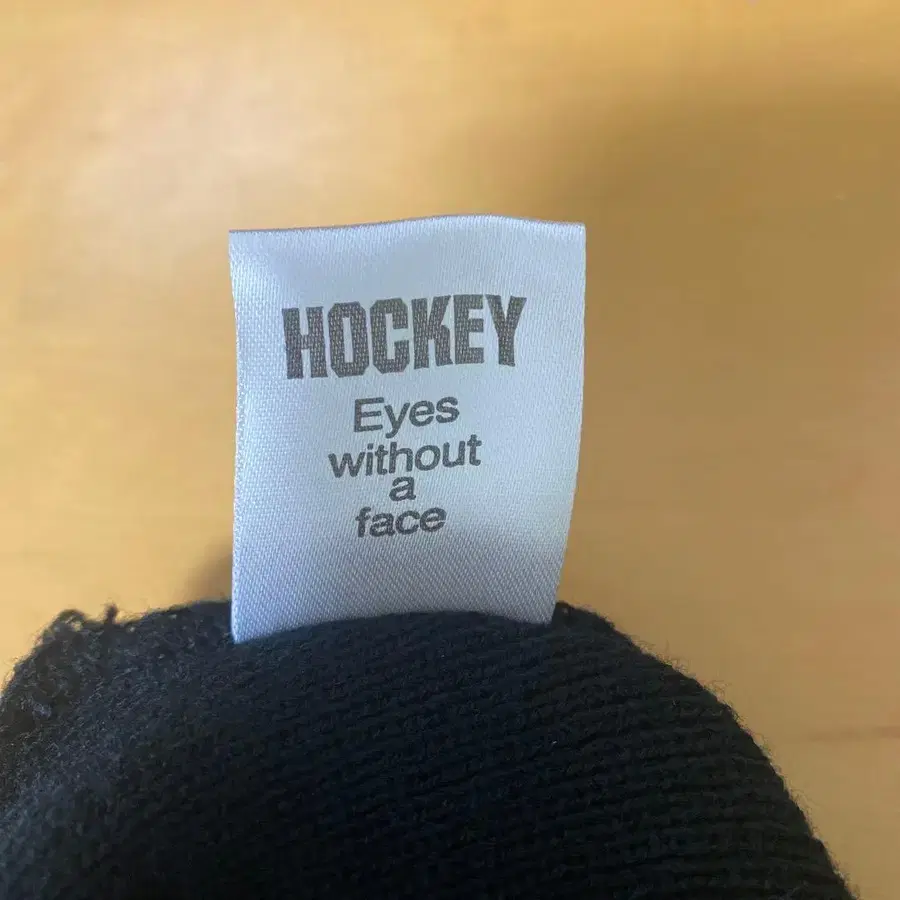 HOCKEY
Eyes
without
a
face